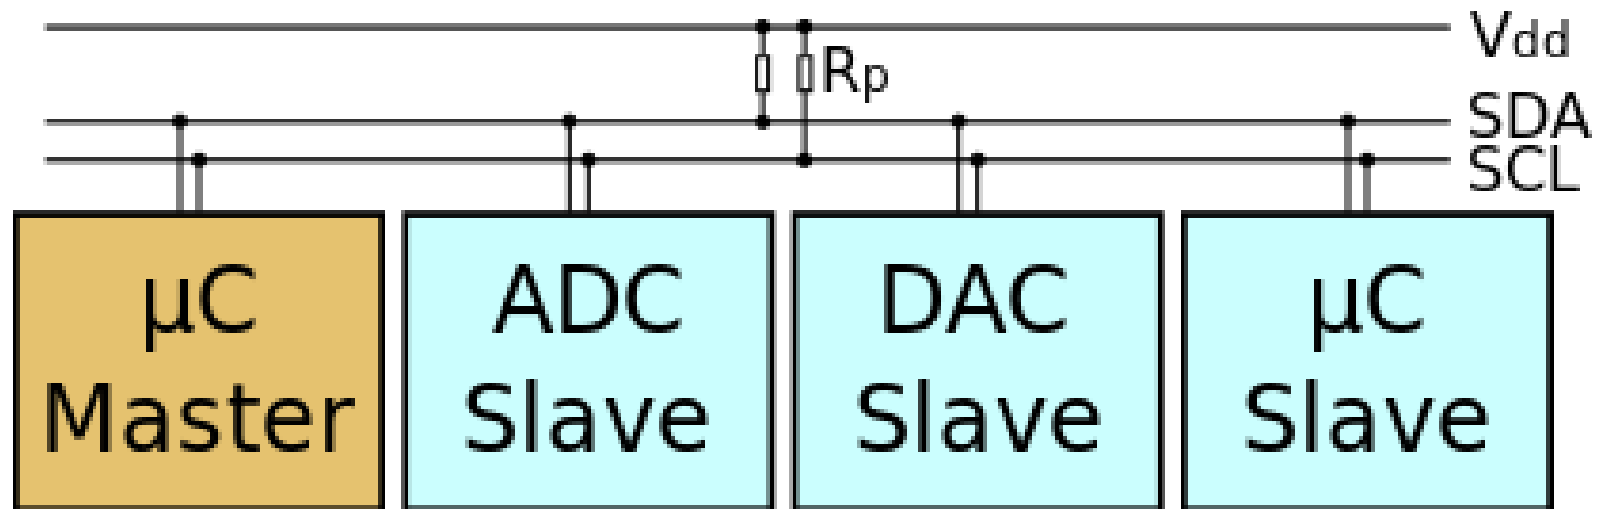 Vdd
Rp
SDA
SCL
µC
Master
ADC
Slave
DAC
Slave
µC
Slave